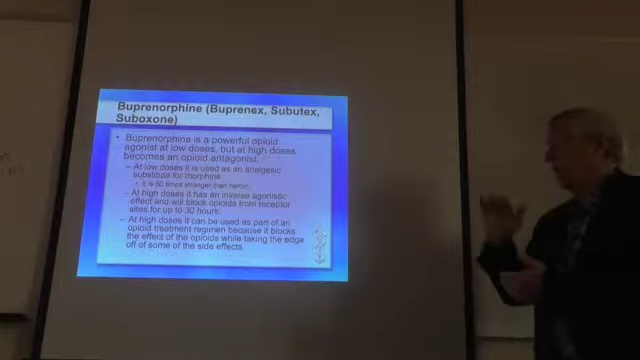 Buprenorphine (Buprenex, Subutex,
Suboxone)
• Buprenorphine is a powerful opioid
agonist at low doses, but at high doses
becomes an opioid antagonist.
– At low doses it is used as an analgesic
substitute for morphine
• It is 50 times stronger than heroin.
– At high doses it has an inverse agonistic
effect and will block opioids from receptor
sites for up to 30 hours.
– At high doses it can be used as part of an
opioid treatment regimen because it blocks
the effect of the opioids while taking the edge
off of some of the side effects.